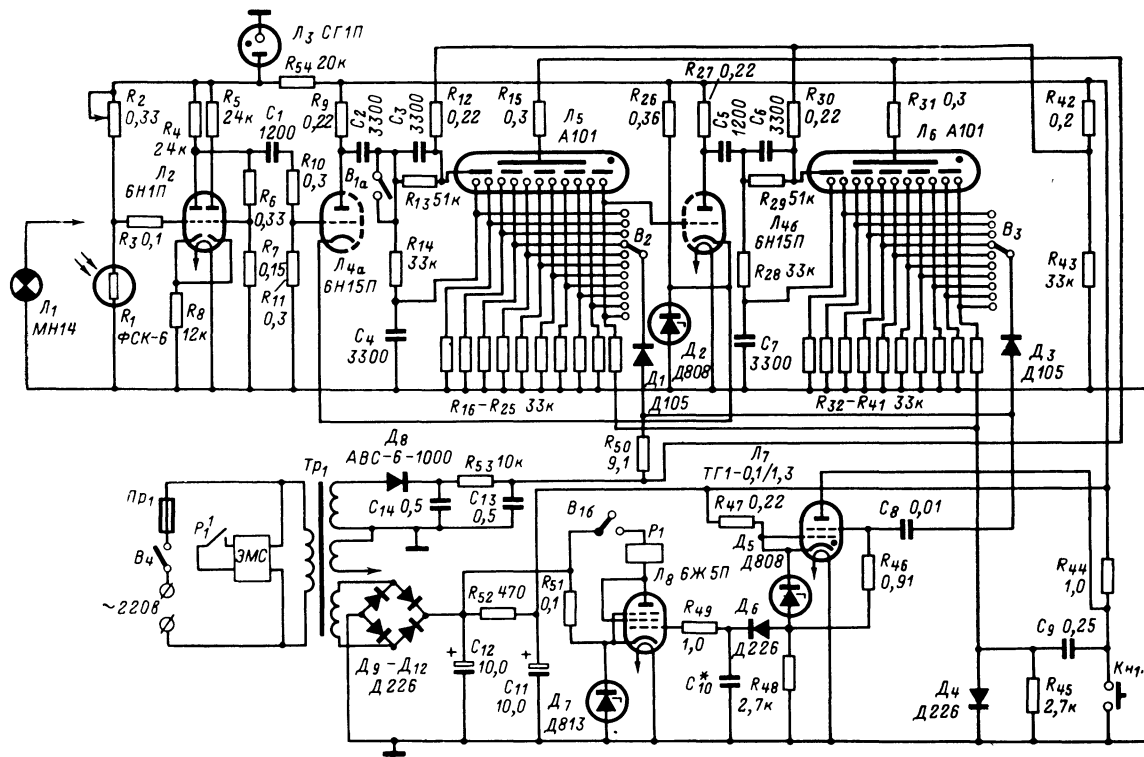 Л3 СГ1П
R54 20к
R2
0,33
R4
24к
R5
24к
C1
1200
R9
0,22
C2
3300
C3
3300
R12
0,22
R15
0,3
Л5
А101
R26
0,36
R27 0,22
C5
1200
C6
3300
R30
0,22
R31 0,3
Л6 А101
R42
0,2
Л2
6Н1П
R10
0,3
R6
0,33
В1а
R13 51к
R29 51к
R3 0,1
R7
0,15
R11
0,3
Л4а
6Н15П
R14
33к
В2
Л4б
6Н15П
R28 33к
В3
R43
33к
Л1
МН14
R1
ФСК-6
R8
12к
C4
3300
Д2
Д808
C7
3300
Д3
Д105
Д1
Д105
R16-R25 33к
R32-R41 33к
R50
9,1
Л7
ТГ1-0,1/1,3
Тр1
Д8
АВС-6-1000
R53 10к
C14 0,5
C13
0,5
Пр1
P1 1
В4
ЭМС
~220В
В1б
P1
R47 0,22
Д5
Д808
C8 0,01
R46
0,91
R44
1,0
R52 470
R51
0,1
Л8 6Ж5П
R49
1,0
Д6
Д226
C9 0,25
Кн1.
Д9-Д12
Д226
C12
10,0
C11
10,0
Д7
Д813
C*10
R48
2,7к
Д4
Д226
R45
2,7к
+
+